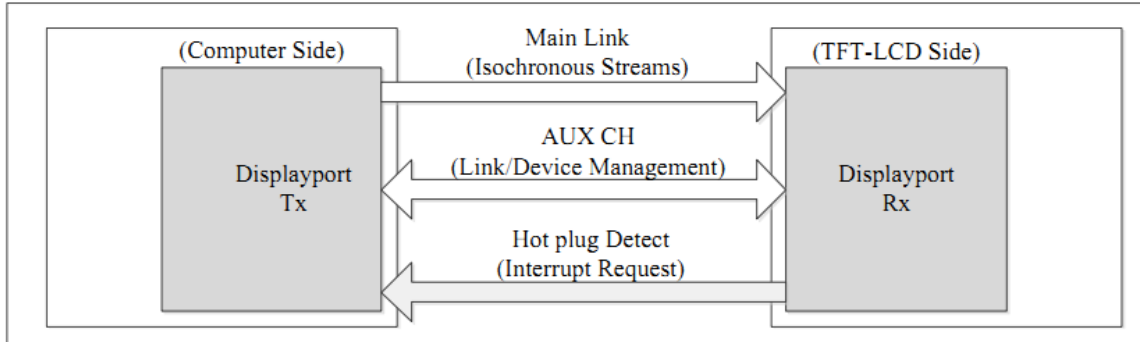 (Computer Side)
Main Link
(Isochronous Streams)
(TFT-LCD Side)
Displayport
Tx
AUX CH
(Link/Device Management)
Displayport
Rx
Hot plug Detect
(Interrupt Request)